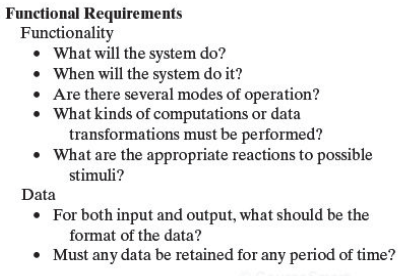 Functional Requirements
Functionality
• What will the system do?
• When will the system do it?
• Are there several modes of operation?
• What kinds of computations or data
transformations must be performed?
• What are the appropriate reactions to possible
stimuli?
Data
• For both input and output, what should be the
format of the data?
• Must any data be retained for any period of time?